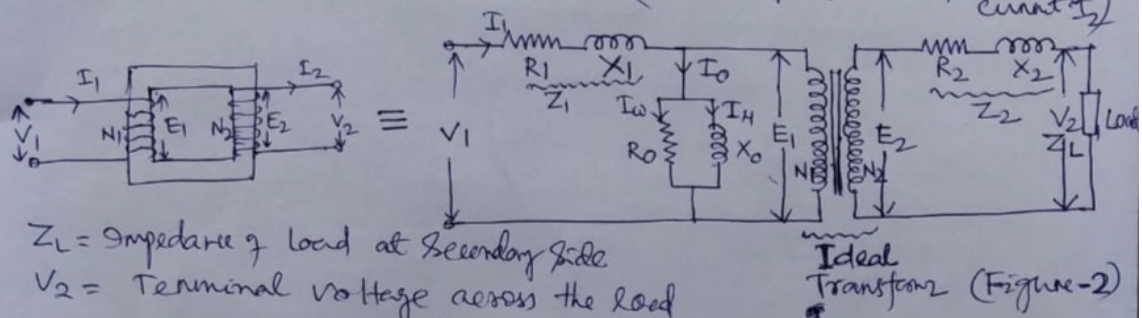 Current I2)
I1
I2
V1
N1
E1
N2
E2
V2
≡
V1
I1
R1
X1
Z1
I0
Iω
IM
R0
X0
E1
N1
N2
E2
R2
X2
Z2
V2
ZL
Load
Ideal
Transform (Figure-2)
ZL = Impedance of load at Secondary Side
V2 = Terminal voltage across the load